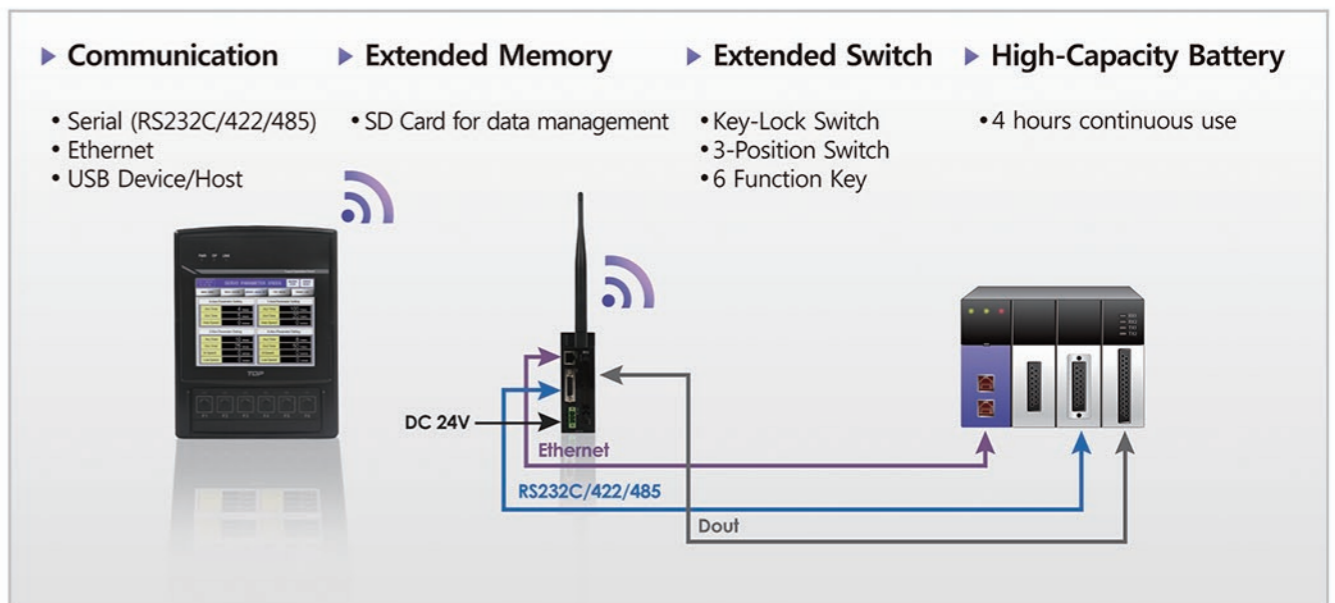 Communication
• Serial (RS232C/422/485)
• Ethernet
• USB Device/Host
Extended Memory
• SD Card for data management
Extended Switch
• Key-Lock Switch
• 3-Position Switch
• 6 Function Key
High-Capacity Battery
• 4 hours continuous use
TOP
DC 24V
Ethernet
RS232C/422/485
Dout